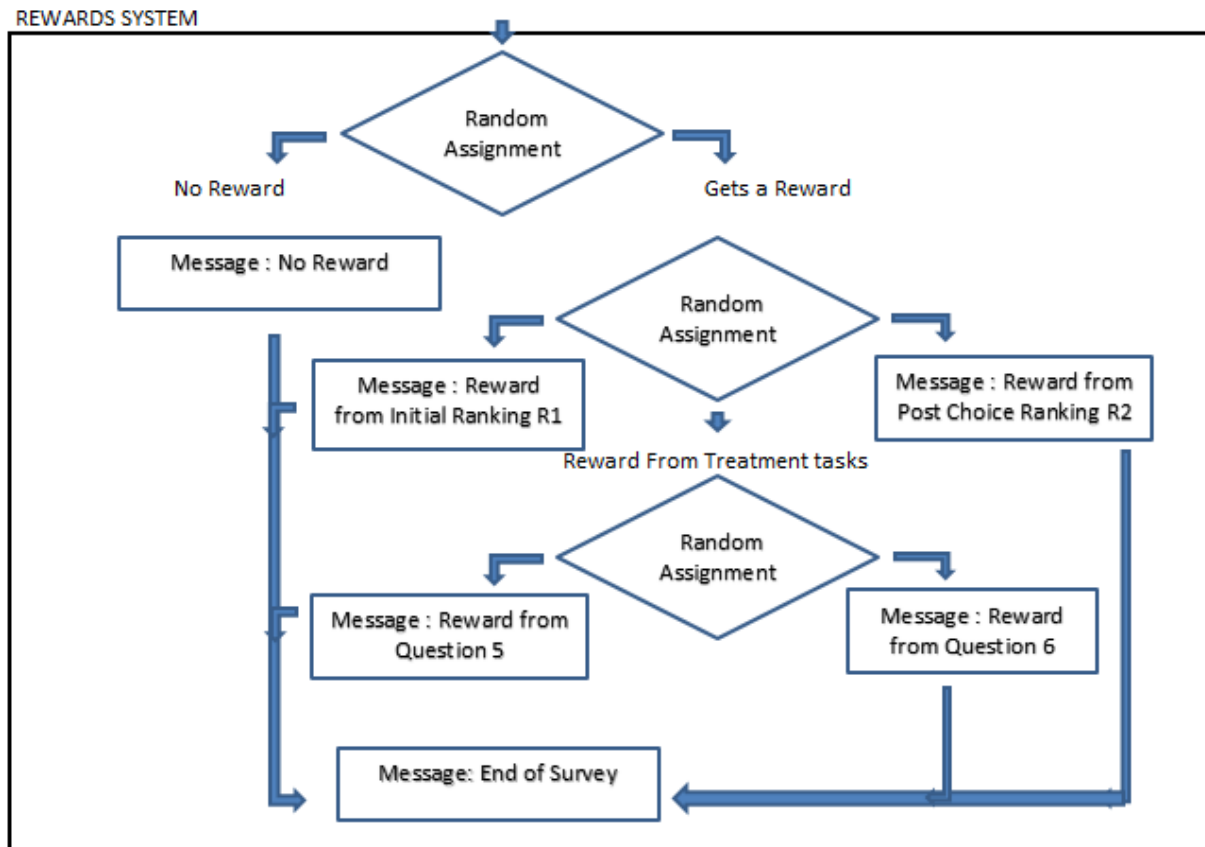 REWARDS SYSTEM
Random
Assignment
No Reward
Gets a Reward
Message : No Reward
Random
Assignment
Message : Reward
from Initial Ranking R1
Message : Reward from
Post Choice Ranking R2
Reward From Treatment tasks
Random
Assignment
Message : Reward from
Question 5
Message : Reward
from Question 6
Message: End of Survey